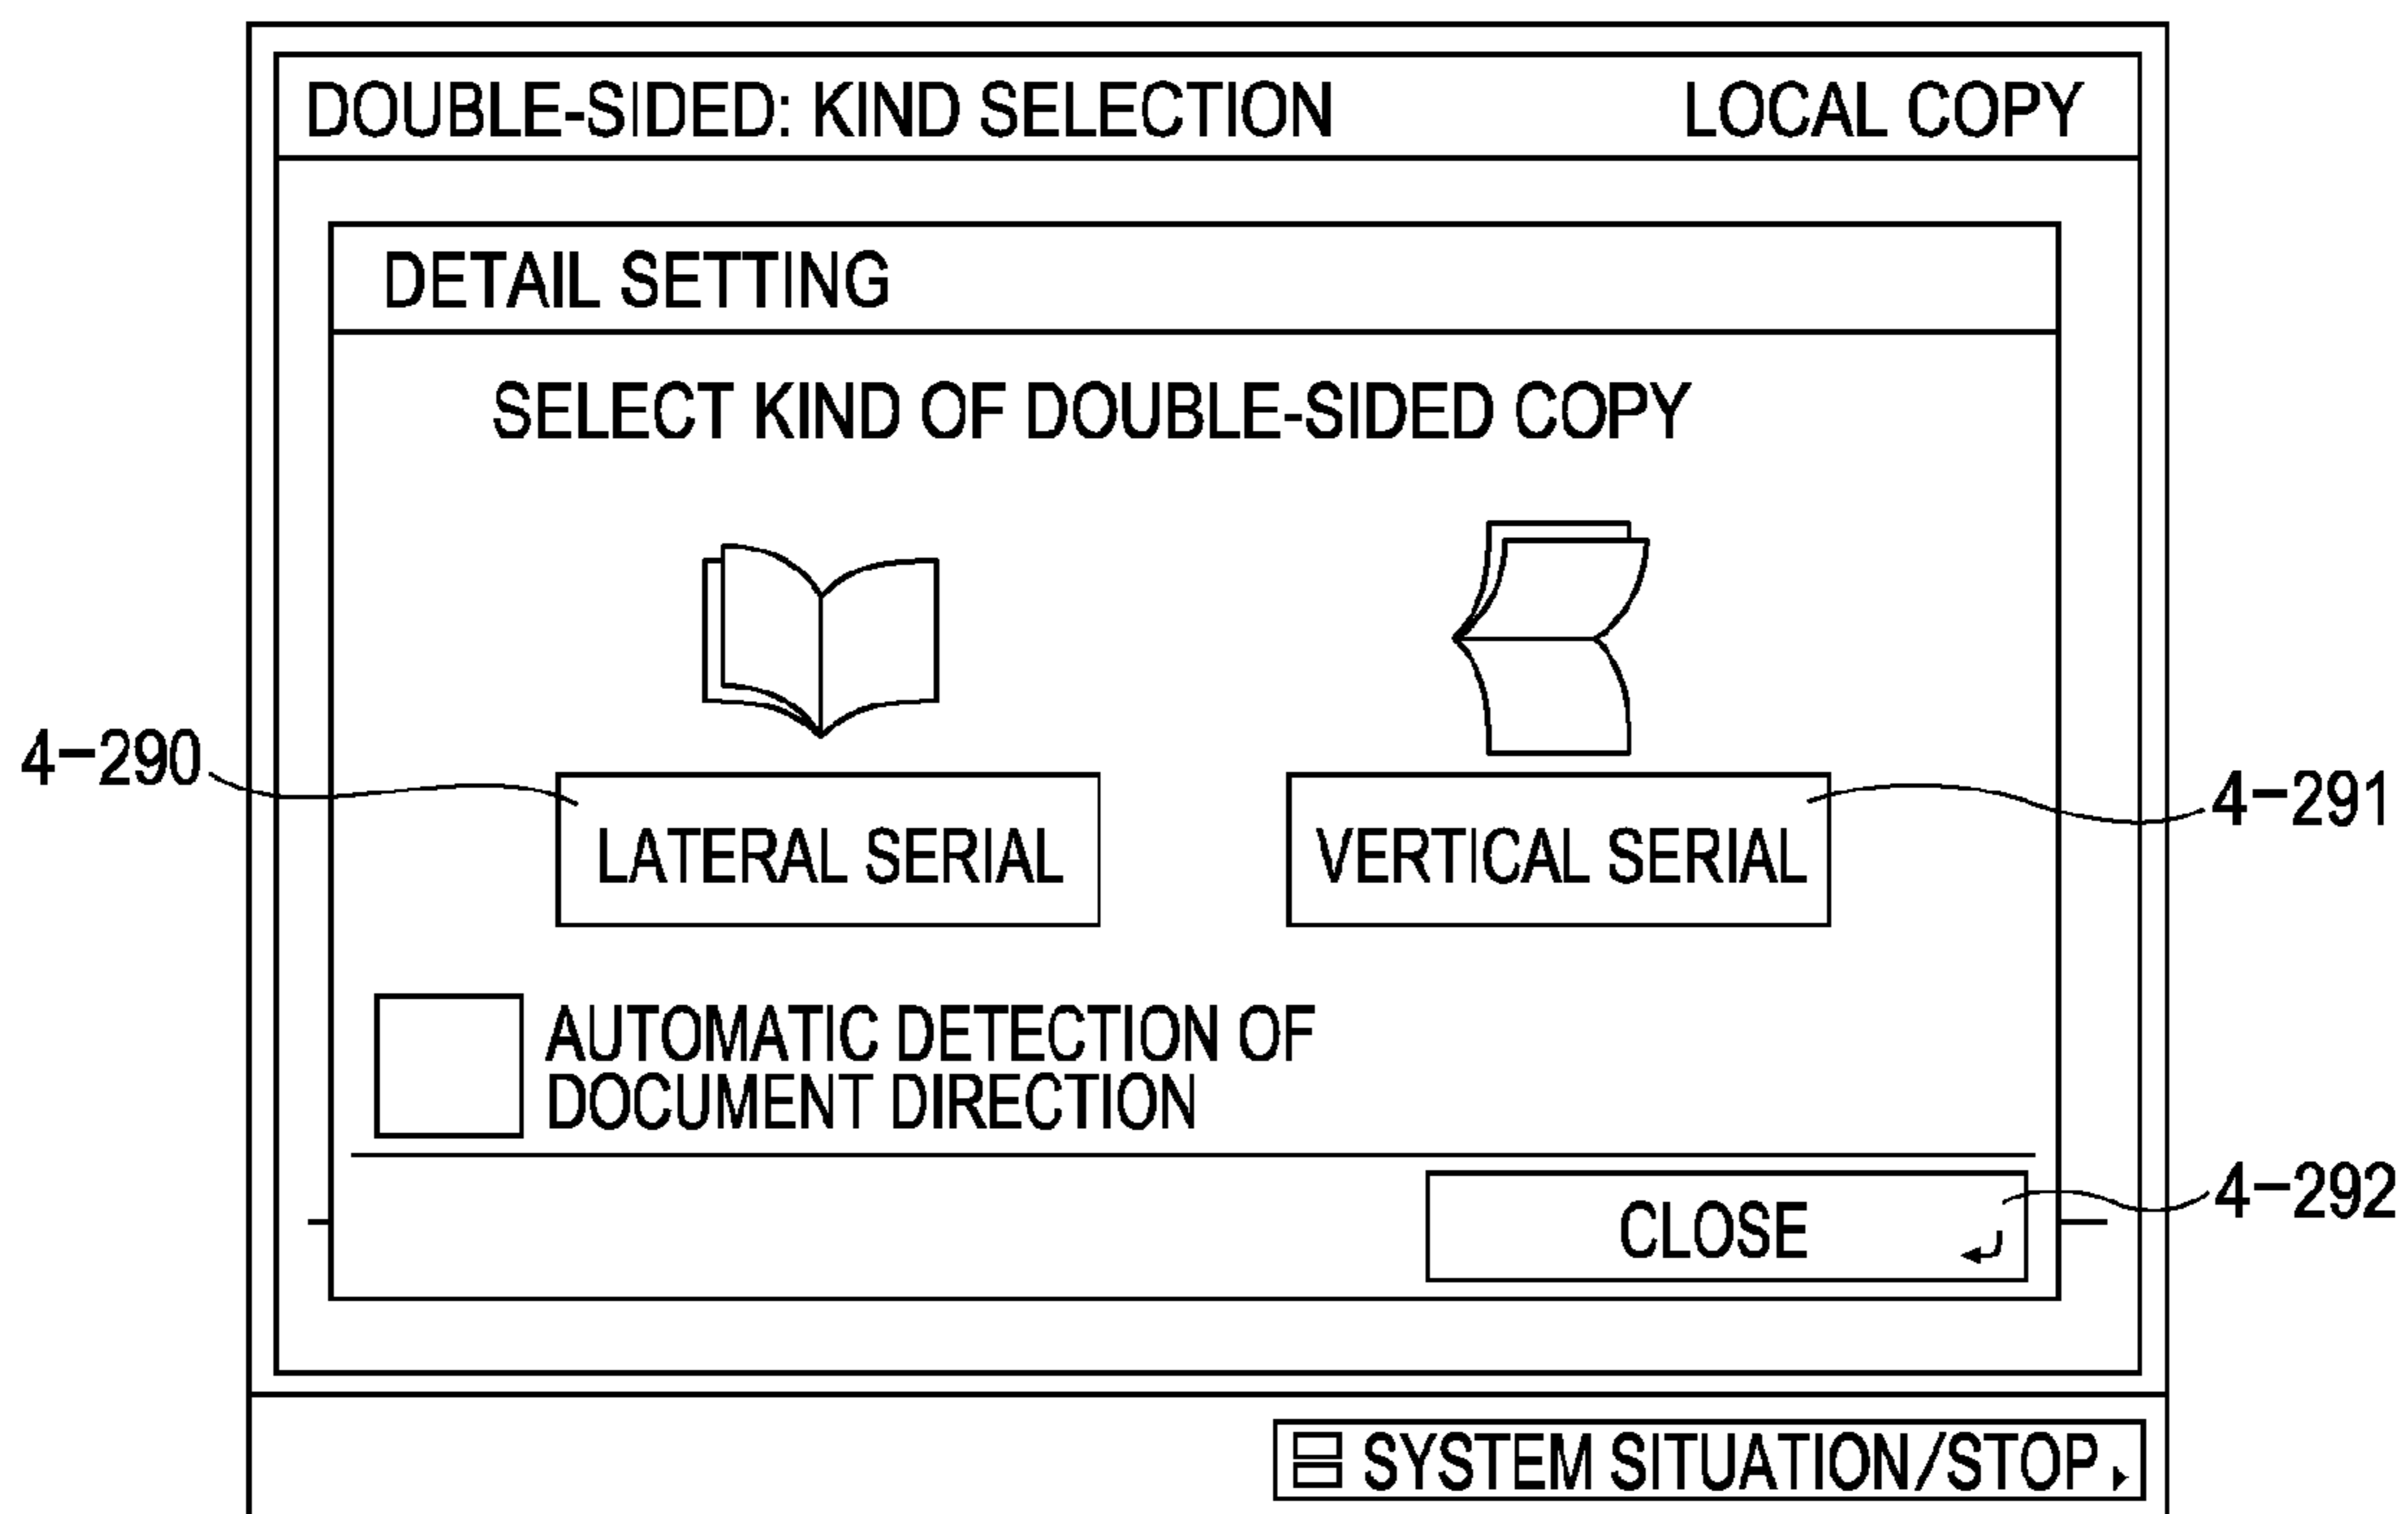 DOUBLE-SIDED: KIND SELECTION LOCAL COPY
DETAIL SETTING
SELECT KIND OF DOUBLE-SIDED COPY
4-290
4-291
LATERAL SERIAL VERTICAL SERIAL
AUTOMATIC DETECTION OF
DOCUMENT DIRECTION
4-292
CLOSE
SYSTEM SITUATION/STOP